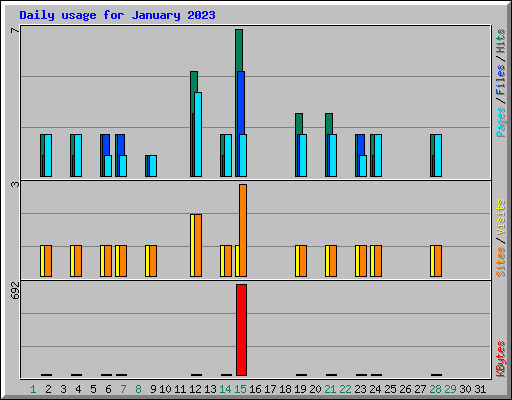 Daily usage for January 2023
7
Pages / Files / Hits
3
Sites / Visits
692
KBytes
1 2 3 4 5 6 7 8 9 10 11 12 13 14 15 16 17 18 19 20 21 22 23 24 25 26 27 28 29 30 31